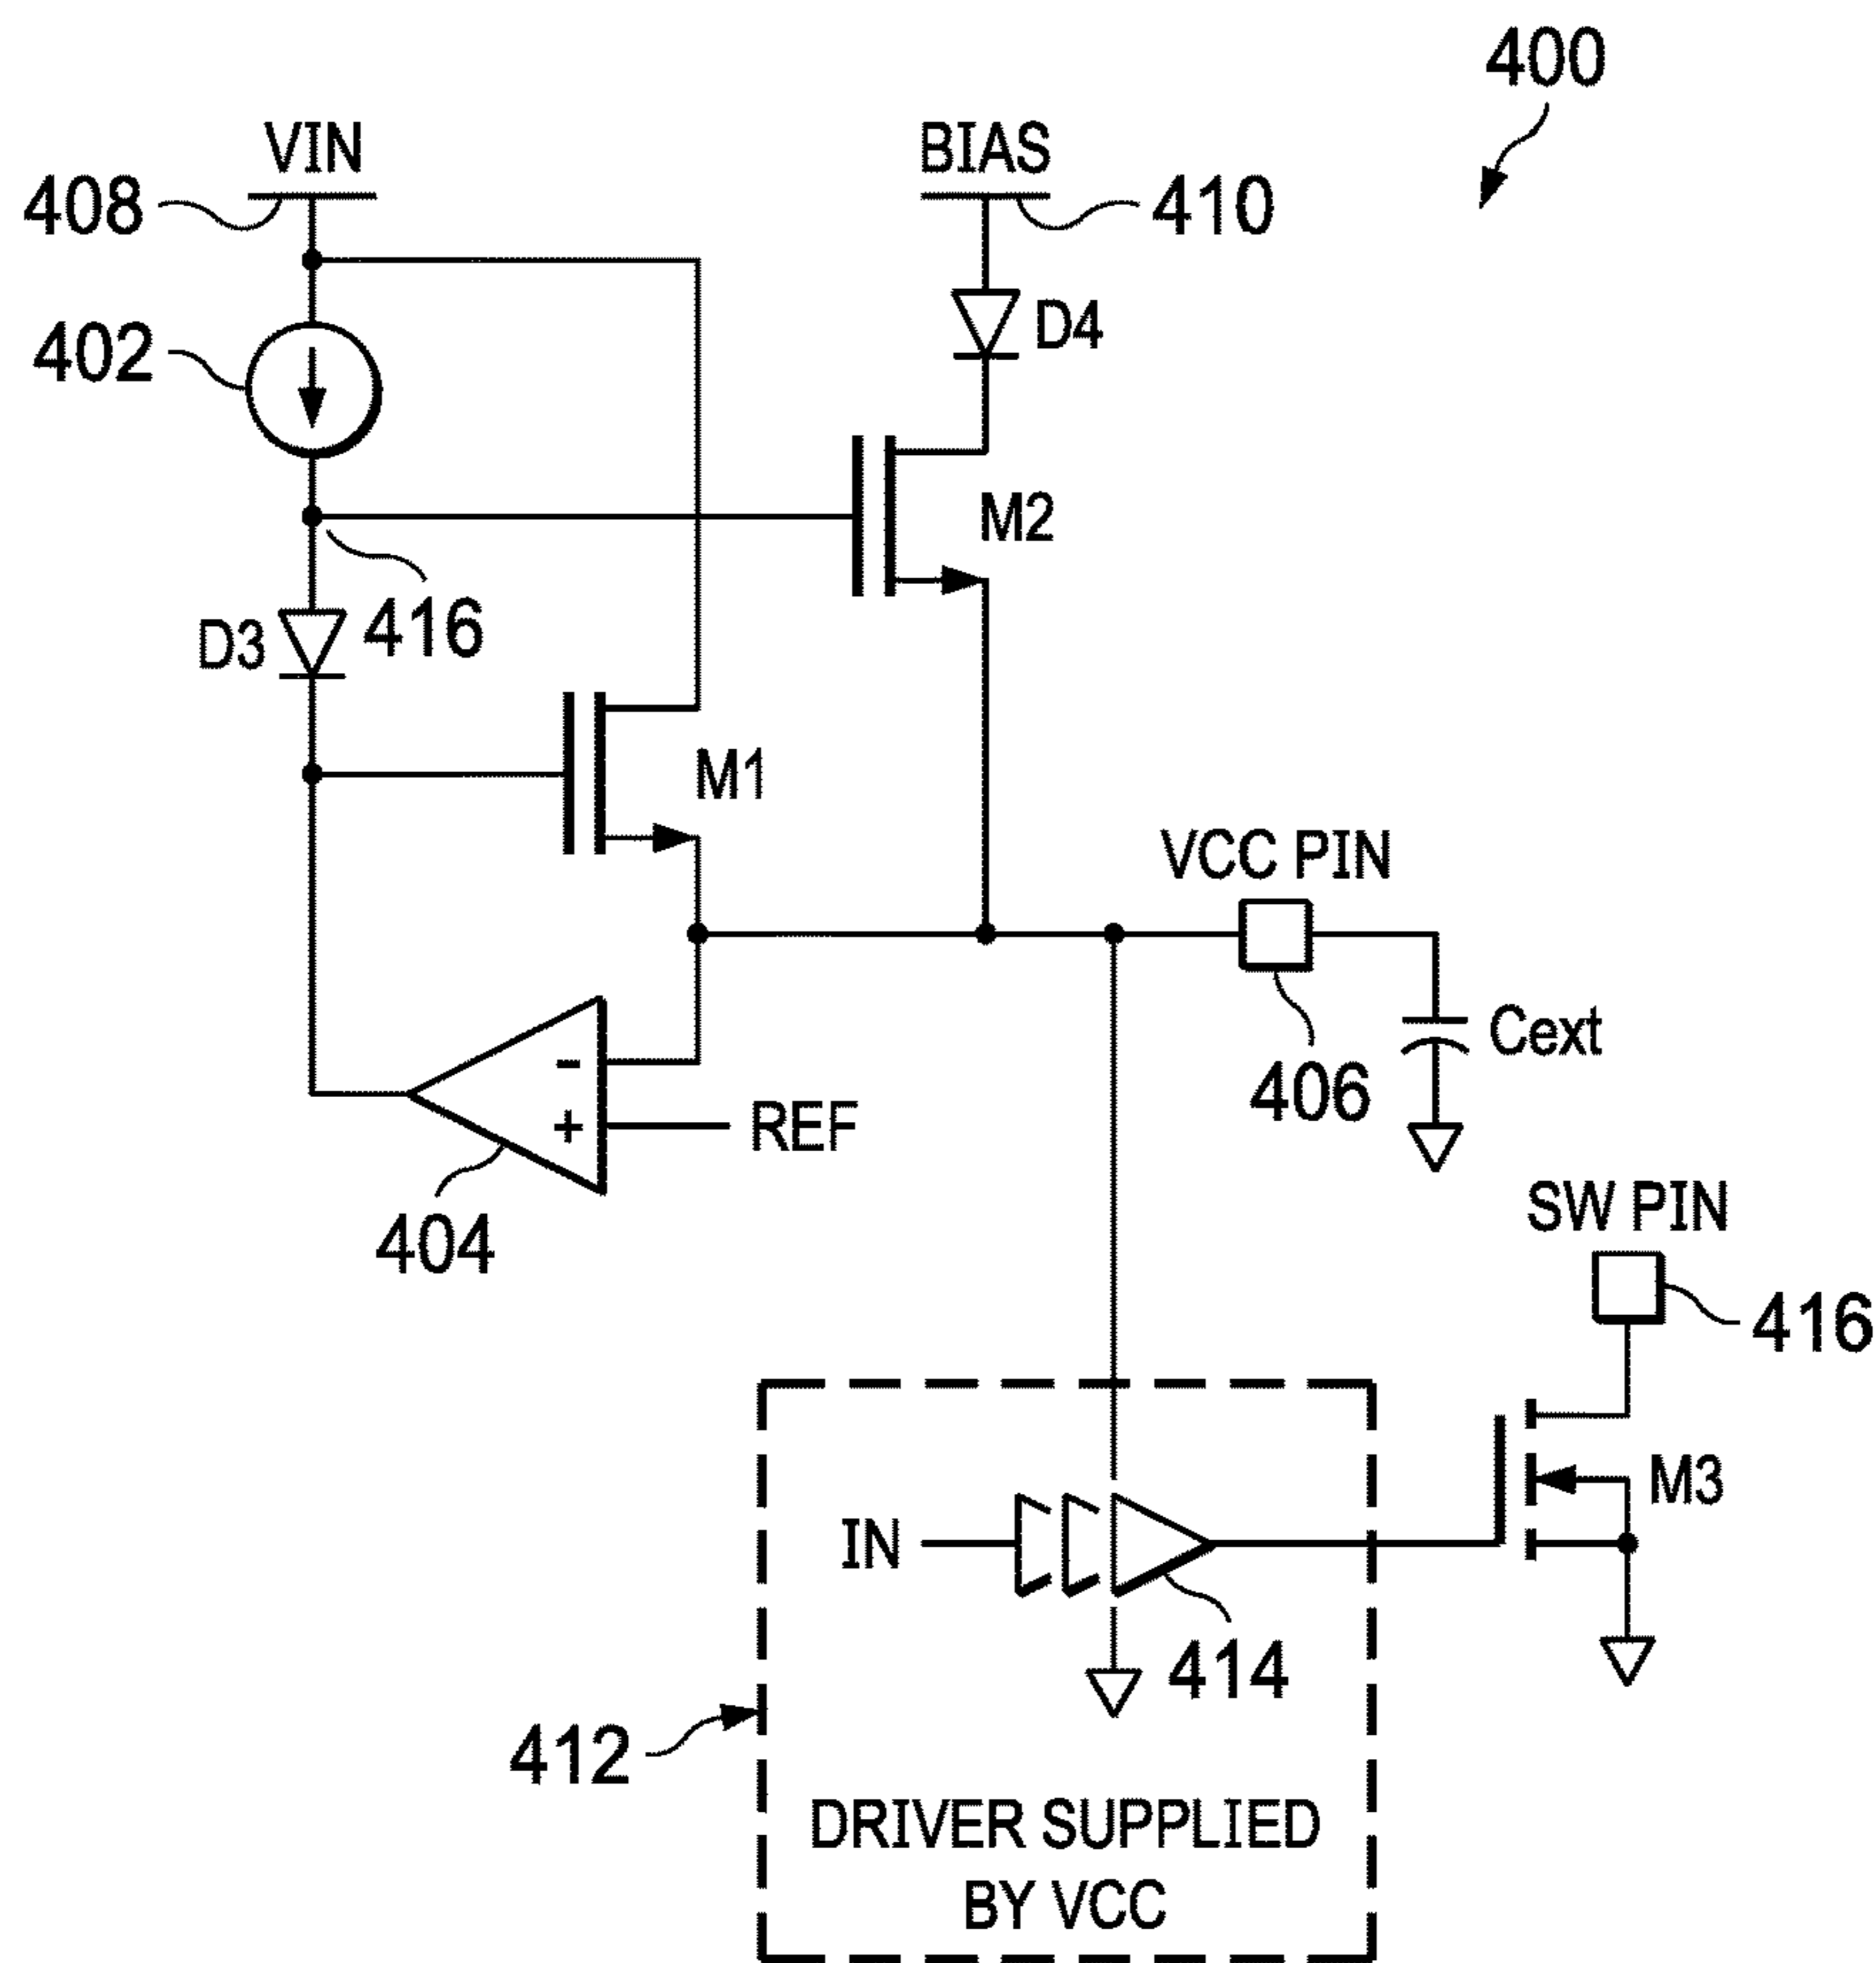 400
VIN
BIAS
408
410
402
D4
M2
416
D3
M1
VCC PIN
Cext
406
-
+
REF
404
SW PIN
416
M3
IN
414
412
DRIVER SUPPLIED
BY VCC